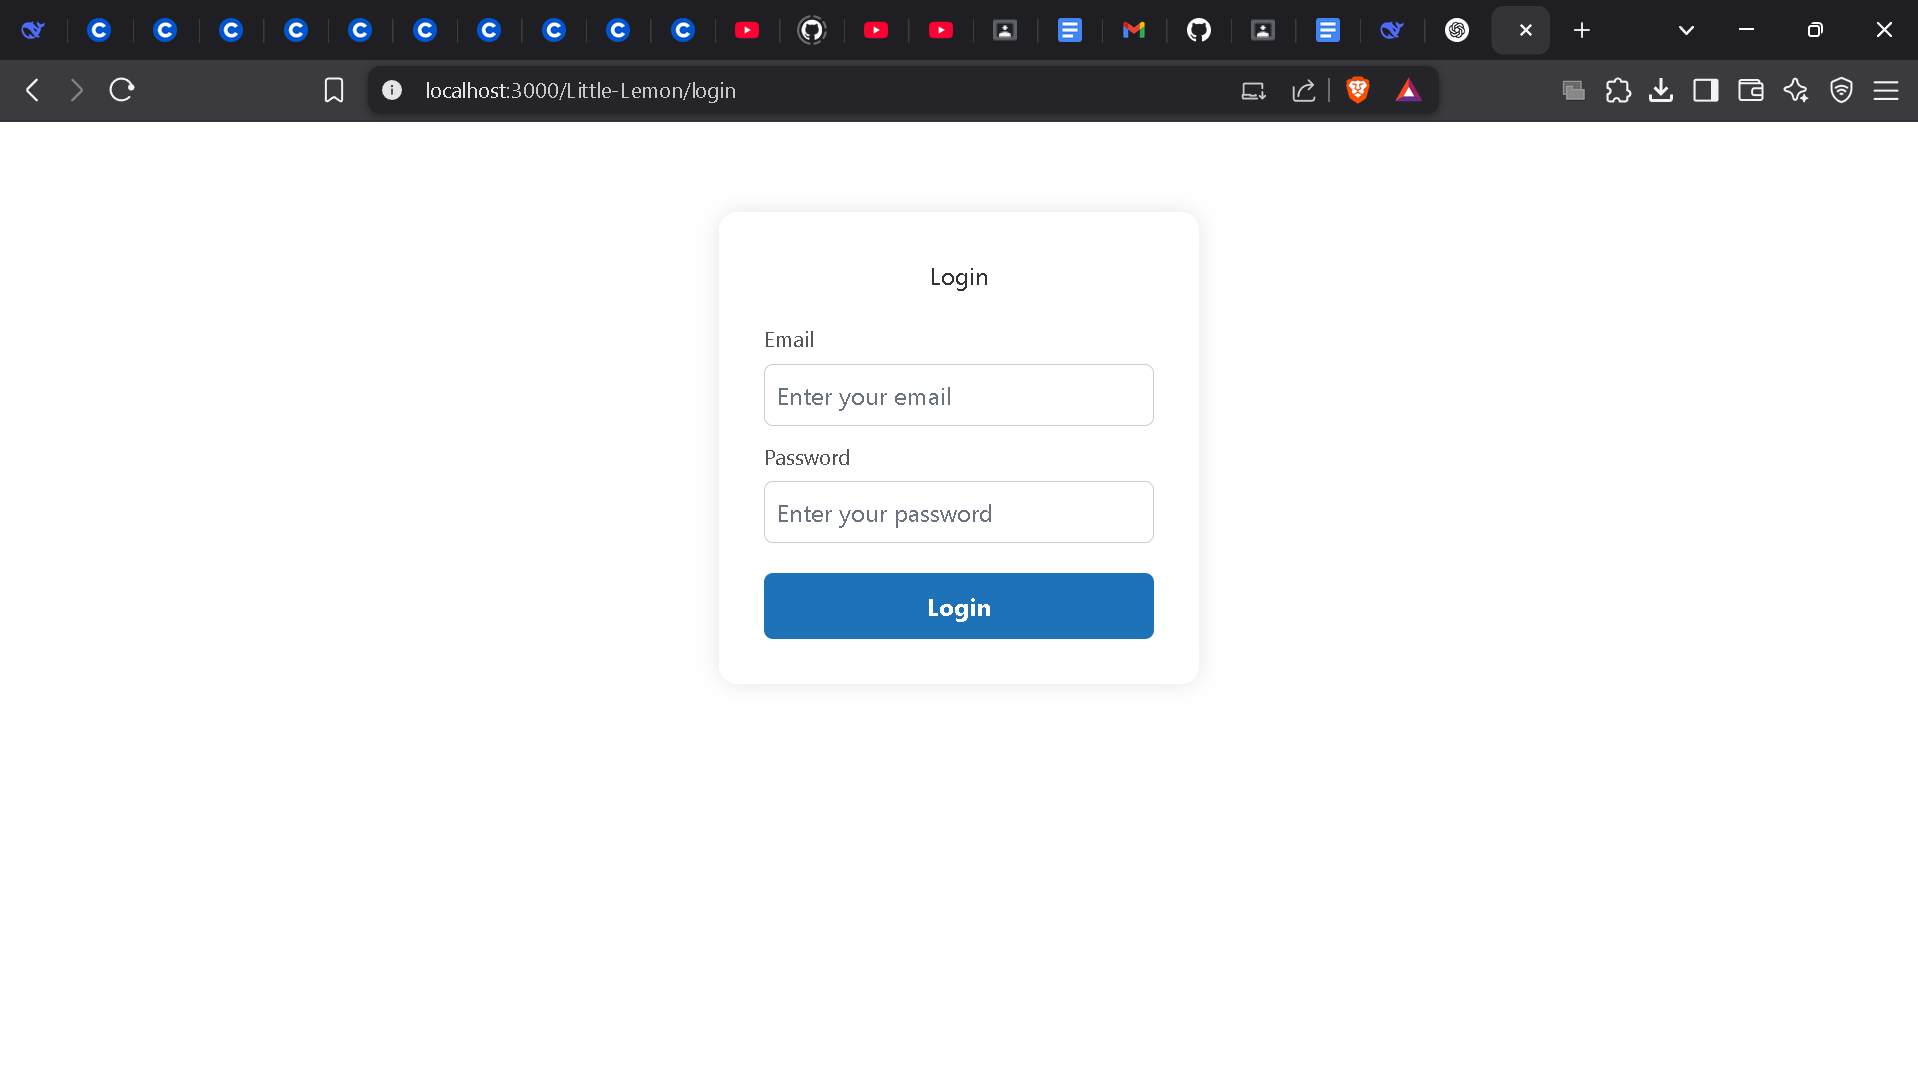 localhost:3000/Little-Lemon/login
Login
Email
Enter your email
Password
Enter your password
Login